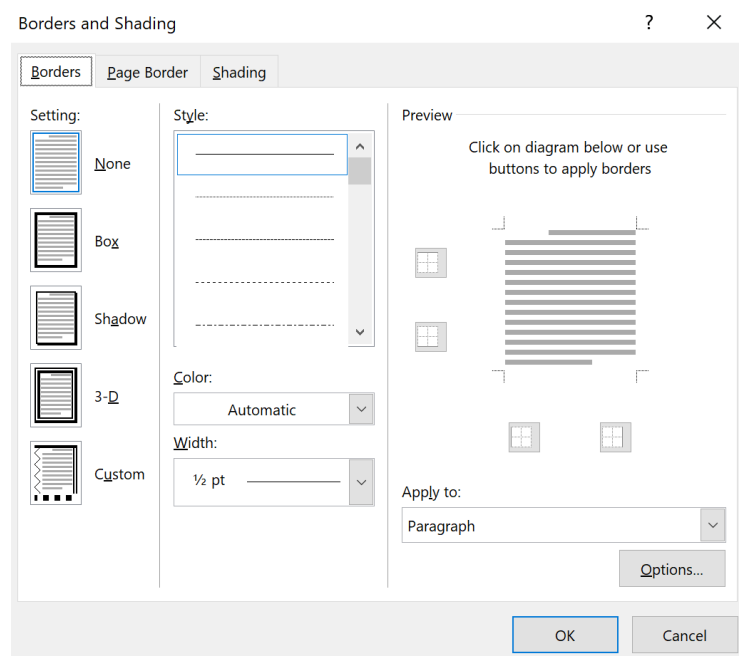 Borders and Shading
?
Borders Page Border Shading
Setting:
None
Box
Shadow
3-D
Custom
Style:
Color:
Automatic
Width:
½ pt
Preview
Click on diagram below or use
buttons to apply borders
Apply to:
Paragraph
Options...
OK Cancel